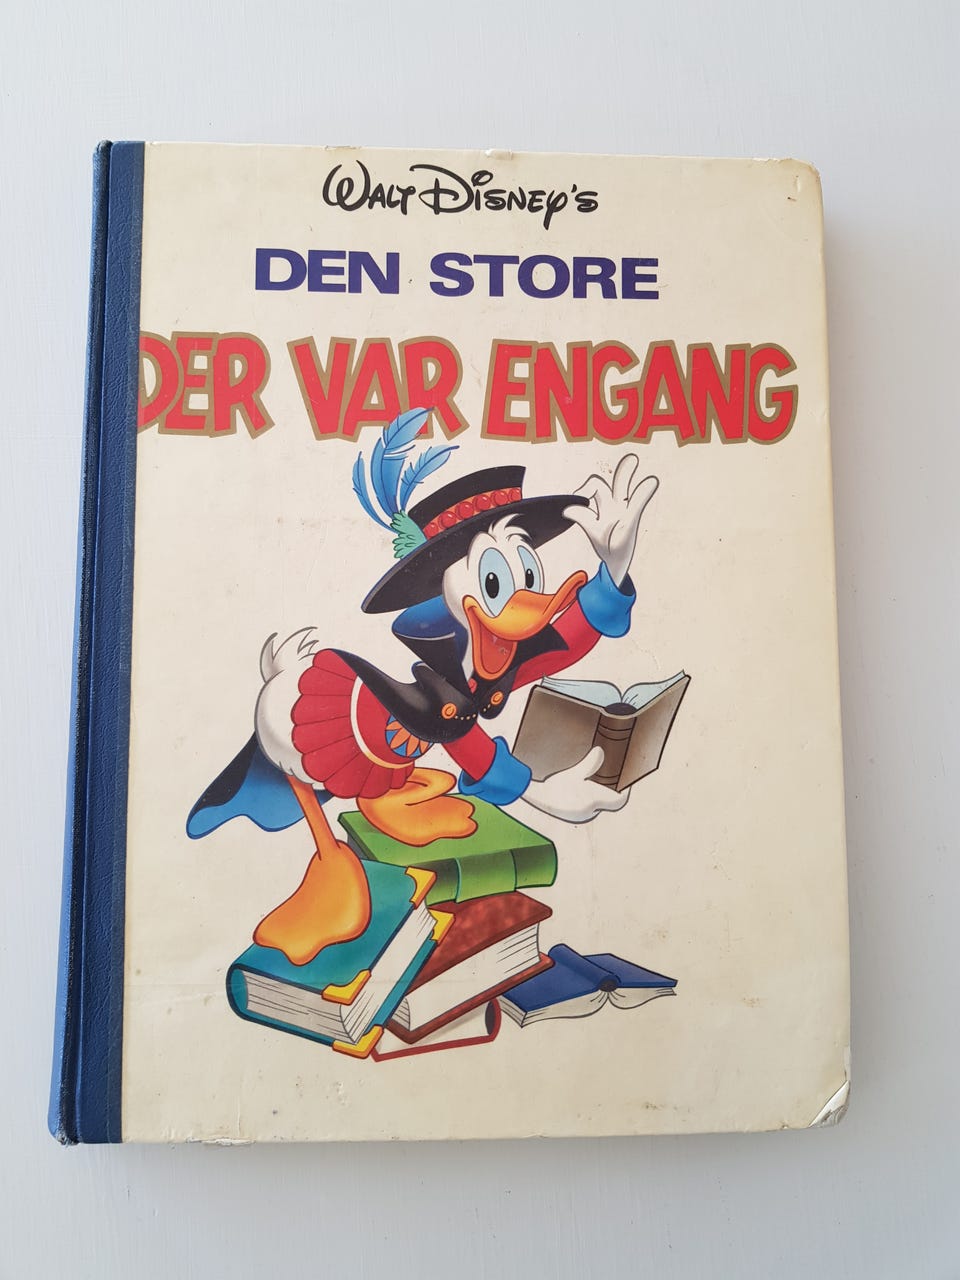 WALT DISNEY'S
DEN STORE
DER VAR ENGANG